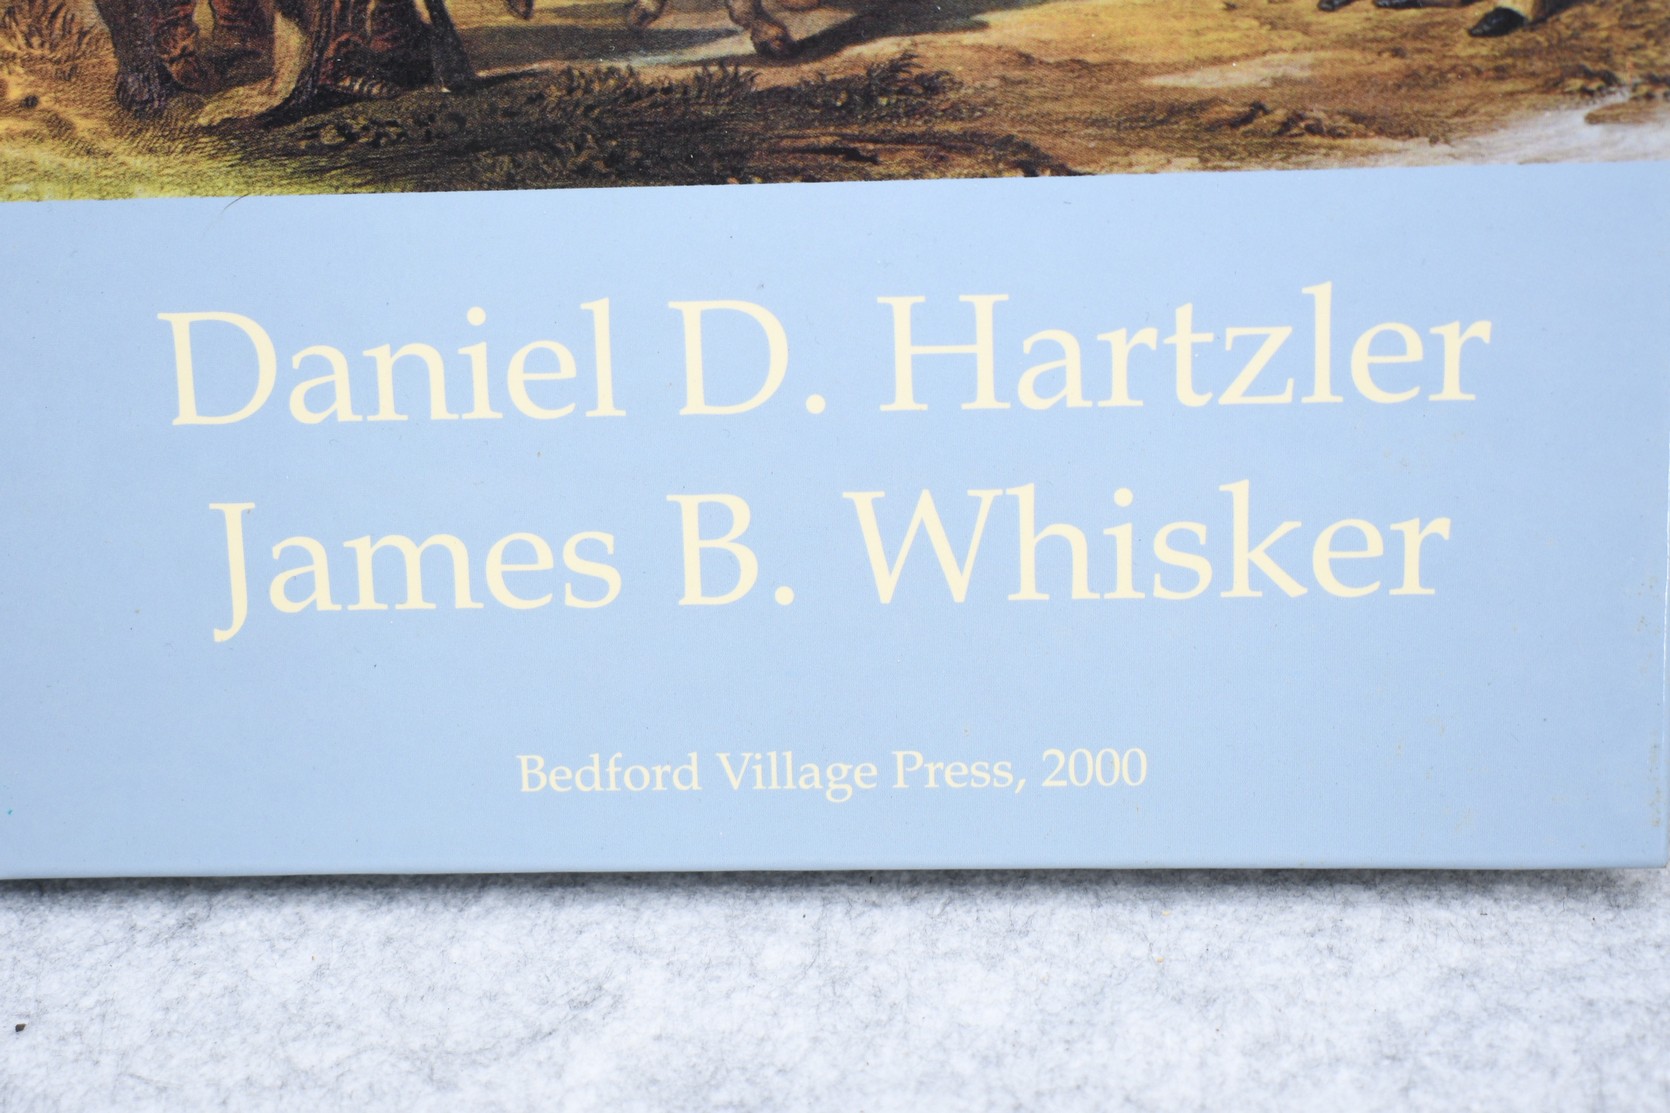 Daniel D. Hartzler
James B. Whisker
Bedford Village Press, 2000